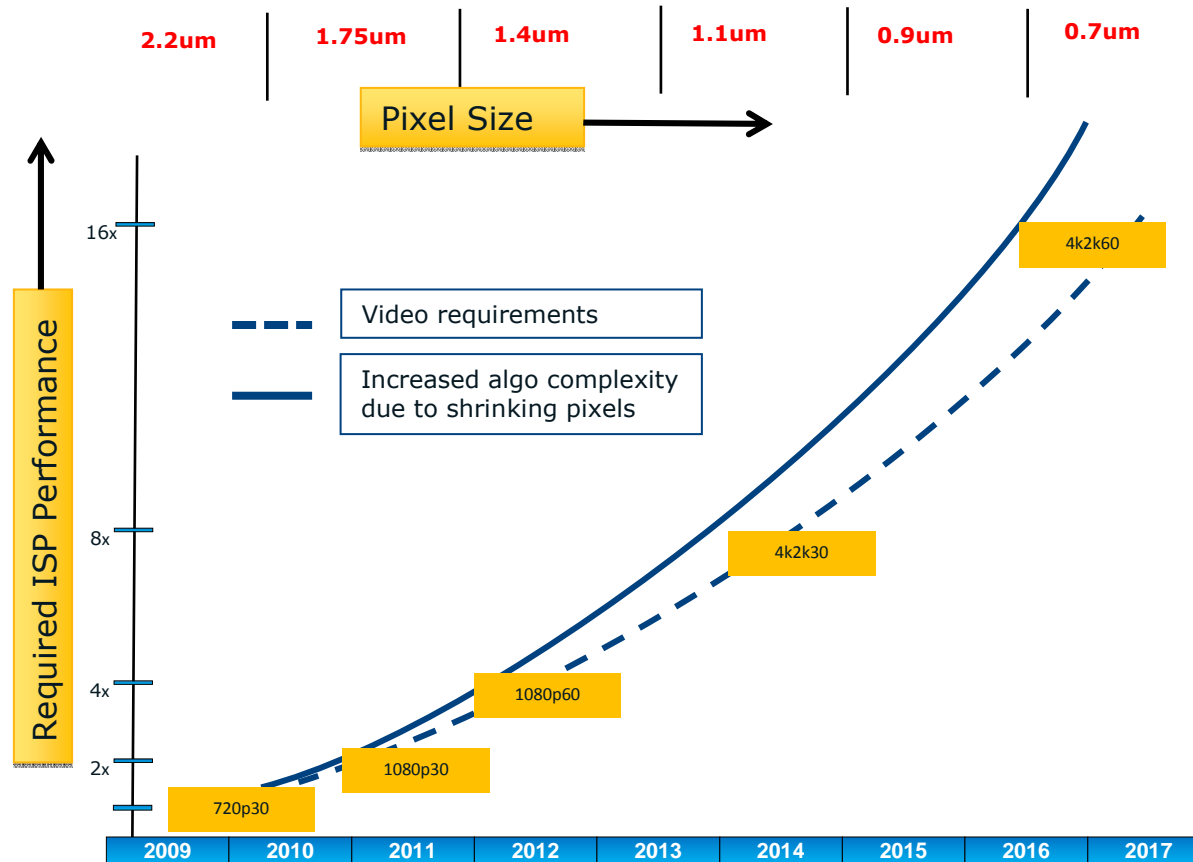 2.2um 1.75um 1.4um 1.1um 0.9um 0.7um
Pixel Size
Required ISP Performance
16x
8x
4x
2x
Video requirements
Increased algo complexity
due to shrinking pixels
4k2k60
4k2k30
1080p60
1080p30
720p30
2009 2010 2011 2012 2013 2014 2015 2016 2017